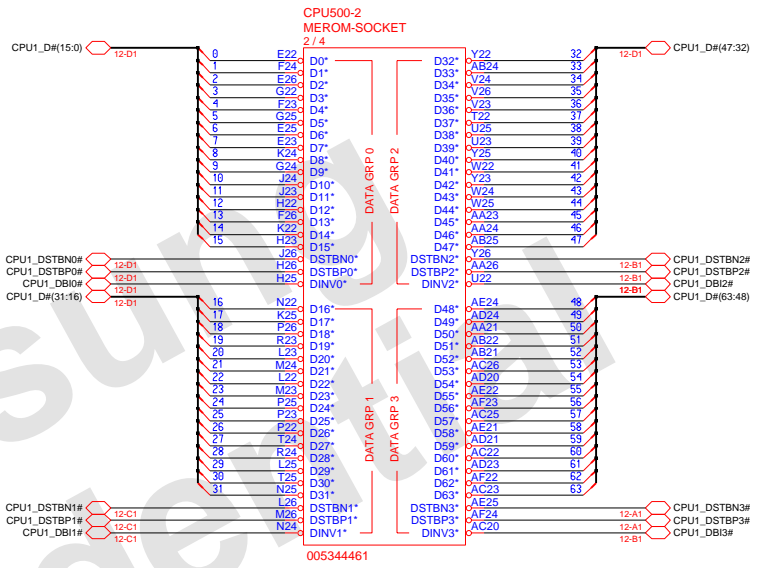 CPU500-2
MEROM-SOCKET
2 / 4
CPU1_D#(15:0) 12-D1 12-D1 CPU1_D#(47:32)
0 E22 D0* D32* Y22 32
1 F24 D1* D33* AB24 33
2 E26 D2* D34* V24 34
3 G22 D3* D35* V26 35
4 F23 D4* D36* V23 36
5 G25 D5* D37* T22 37
6 E25 D6* D38* U25 38
7 E23 D7* D39* U23 39
8 K24 D8* D40* Y25 40
9 G24 D9* D41* W22 41
10 J24 D10* D42* Y23 42
11 J23 D11* D43* W24 43
12 H22 D12* D44* W25 44
13 F26 D13* D45* AA23 45
14 K22 D14* D46* AA24 46
15 H23 D15* D47* AB25 47
DATA GRP 0 DATA GRP 2
CPU1_DSTBN0# 12-D1 J26 DSTBN0* DSTBN2* Y26 12-B1 CPU1_DSTBN2#
CPU1_DSTBP0# 12-D1 H26 DSTBP0* DSTBP2* AA26 12-B1 CPU1_DSTBP2#
CPU1_DBI0# 12-D1 H25 DINV0* DINV2* U22 12-B1 CPU1_DBI2#
CPU1_D#(31:16) 12-D1 12-B1 CPU1_D#(63:48)
16 N22 D16* D48* AE24 48
17 K25 D17* D49* AD24 49
18 P26 D18* D50* AA21 50
19 R23 D19* D51* AB22 51
20 L23 D20* D52* AB21 52
21 M24 D21* D53* AC26 53
22 L22 D22* D54* AD20 54
23 M23 D23* D55* AE22 55
24 P25 D24* D56* AF23 56
25 P23 D25* D57* AC25 57
26 P22 D26* D58* AE21 58
27 T24 D27* D59* AD21 59
28 R24 D28* D60* AC22 60
29 L25 D29* D61* AD23 61
30 T25 D30* D62* AF22 62
31 N25 D31* D63* AC23 63
DATA GRP 1 DATA GRP 3
CPU1_DSTBN1# 12-C1 L26 DSTBN1* DSTBN3* AE25 12-A1 CPU1_DSTBN3#
CPU1_DSTBP1# 12-C1 M26 DSTBP1* DSTBP3* AF24 12-A1 CPU1_DSTBP3#
CPU1_DBI1# 12-C1 N24 DINV1* DINV3* AC20 12-B1 CPU1_DBI3#
005344461
sung
dential